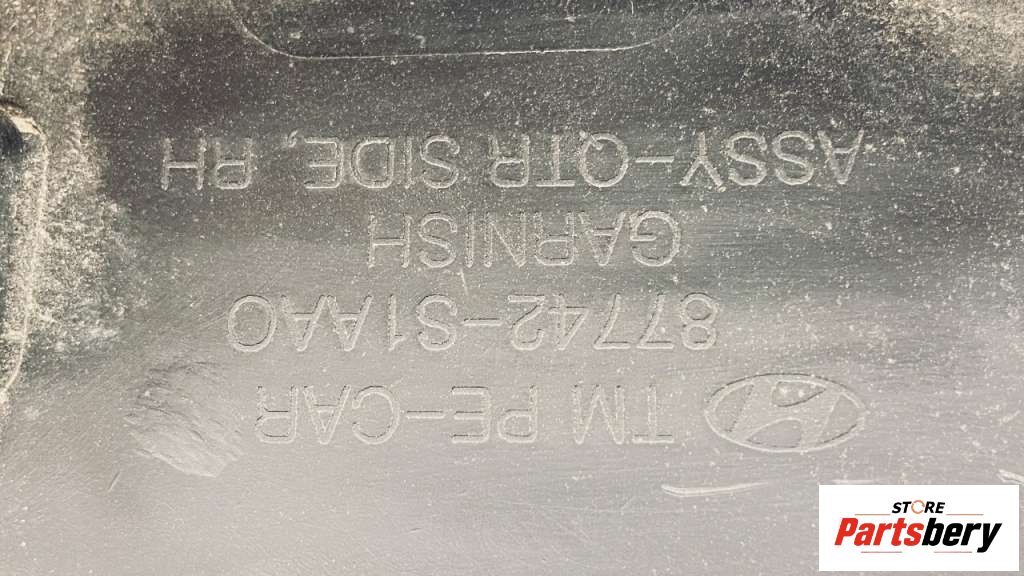 TM PE-CAR
87742-S1AA0
GARNISH
ASSY-QTR SIDE, RH
STORE
Partsbery